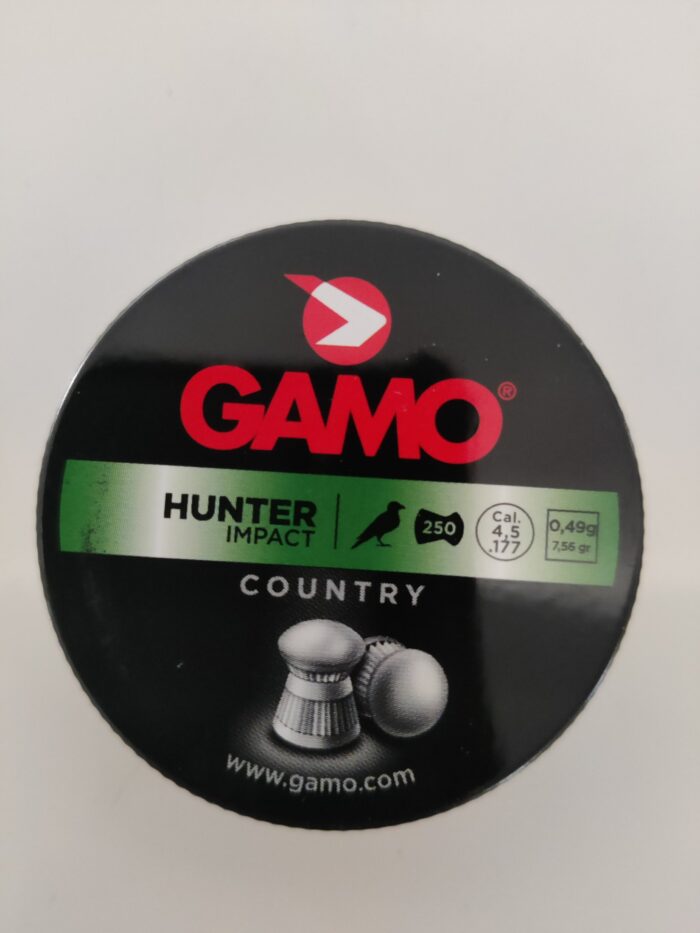 GAMO®
HUNTER
IMPACT
250
Cal.
4,5
.177
0,49g
7,56 gr
COUNTRY
www.gamo.com